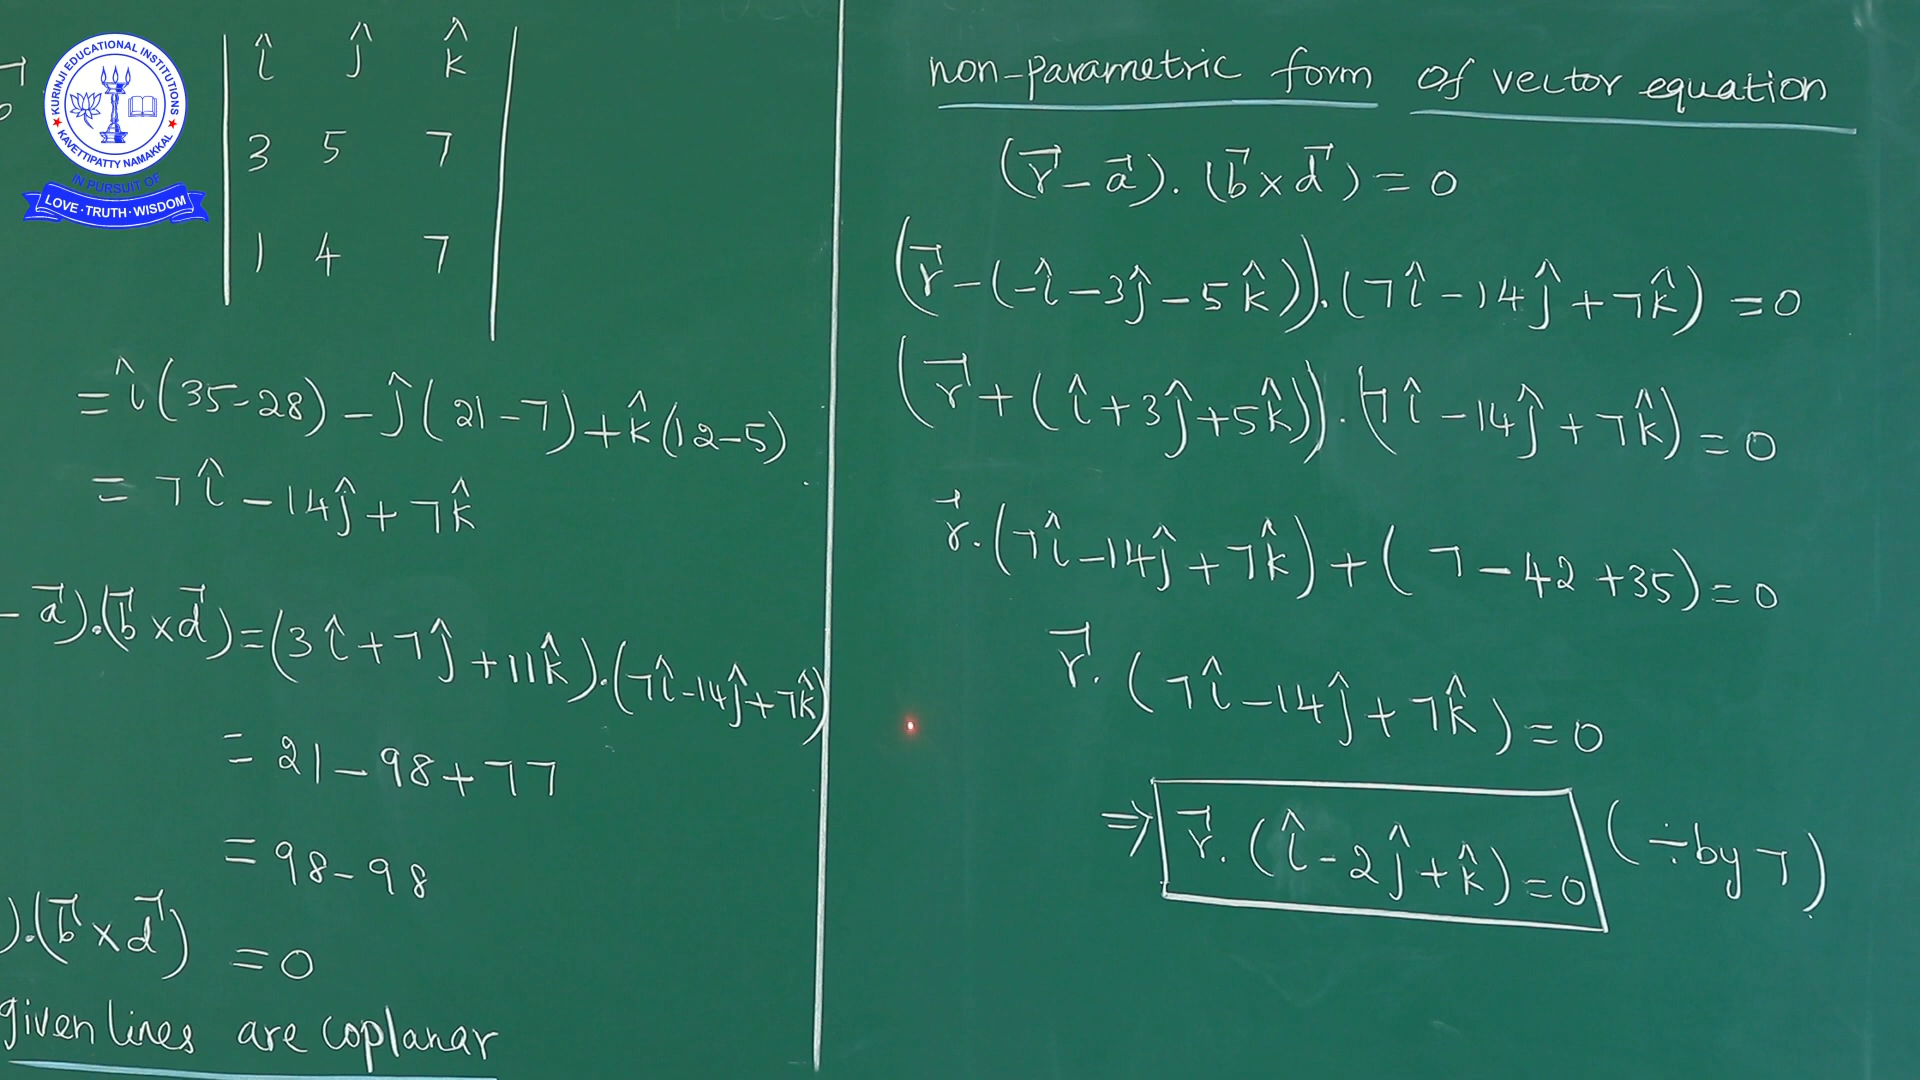 KURINJI EDUCATIONAL INSTITUTIONS
★ KAVETTIPATTY NAMAKKAL ★
IN PURSUIT OF
LOVE · TRUTH · WISDOM
î ĵ k̂
3 5 7
1 4 7
= î(35-28) - ĵ(21-7) + k̂(12-5)
= 7î - 14ĵ + 7k̂
- a⃗).(b⃗ × d⃗) = (3î + 7ĵ + 11k̂).(7î - 14ĵ + 7k̂)
= 21 - 98 + 77
= 98 - 98
).(b⃗ × d⃗) = 0
given lines are coplanar
non-parametric form of vector equation
(r⃗ - a⃗). (b⃗ × d⃗) = 0
(r⃗ - (-î - 3ĵ - 5k̂)).(7î - 14ĵ + 7k̂) = 0
(r⃗ + (î + 3ĵ + 5k̂)).(7î - 14ĵ + 7k̂) = 0
r⃗.(7î - 14ĵ + 7k̂) + (7 - 42 + 35) = 0
r⃗. (7î - 14ĵ + 7k̂) = 0
⇒ r⃗. (î - 2ĵ + k̂) = 0 (÷ by 7)